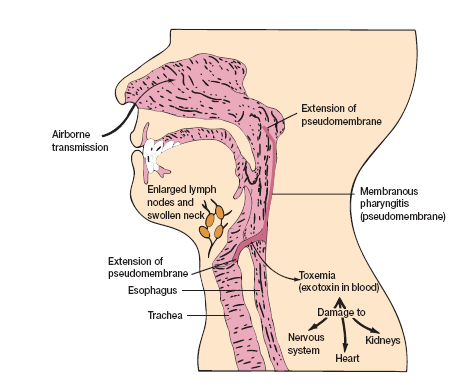 Extension of
pseudomembrane
Airborne
transmission
Enlarged lymph
nodes and
swollen neck
Membranous
pharyngitis
(pseudomembrane)
Extension of
pseudomembrane
Esophagus
Trachea
Toxemia
(exotoxin in blood)
Damage to
Nervous
system
Heart
Kidneys